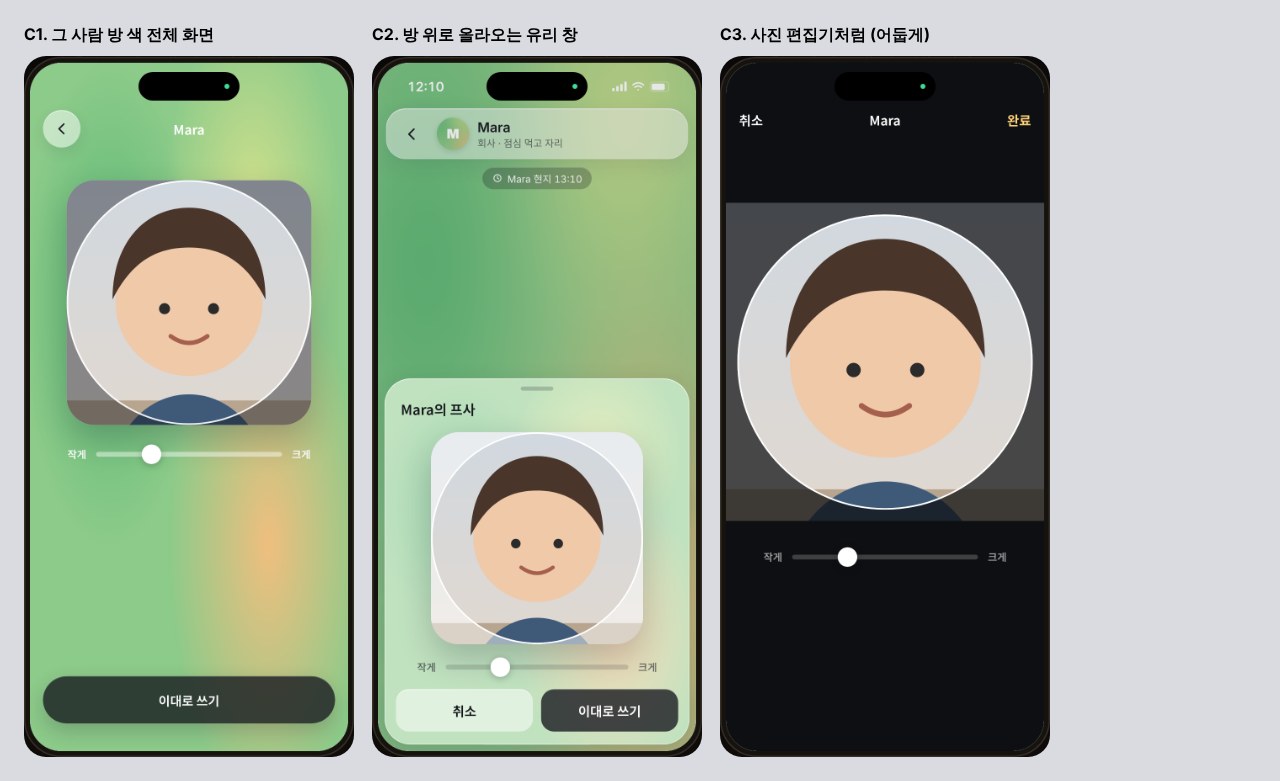 C1. 그 사람 방 색 전체 화면
Mara
작게
크게
이대로 쓰기
C2. 방 위로 올라오는 유리 창
12:10
M
Mara
회사 · 점심 먹고 자리
Mara 현지 13:10
Mara의 프사
작게
크게
취소
이대로 쓰기
C3. 사진 편집기처럼 (어둡게)
취소
Mara
완료
작게
크게